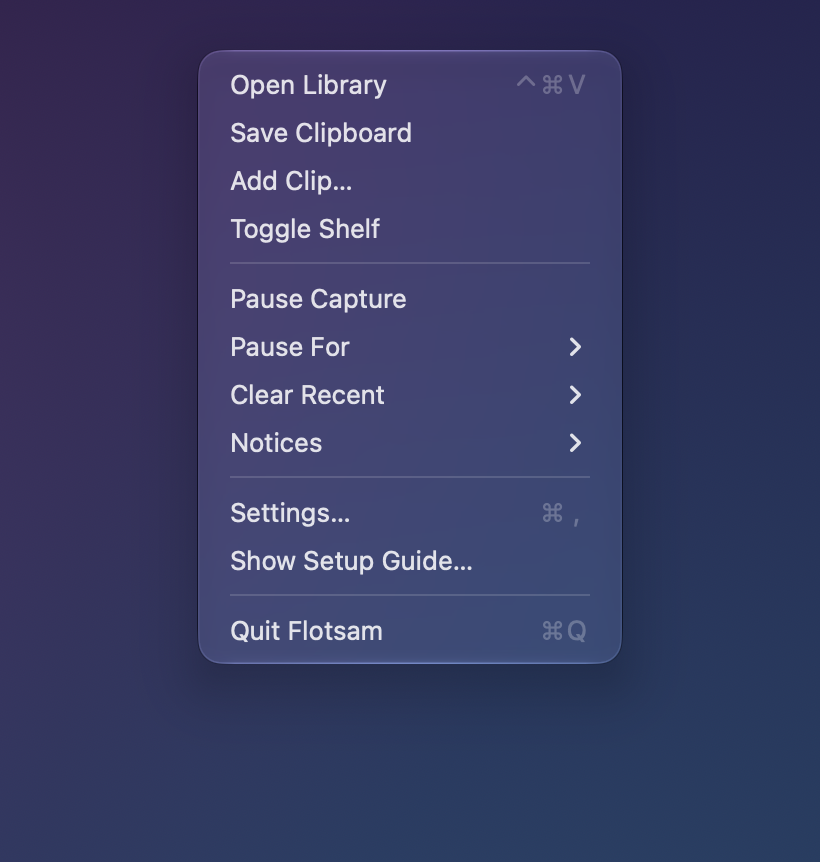 Open Library ⌃⌘V
Save Clipboard
Add Clip...
Toggle Shelf
Pause Capture
Pause For
Clear Recent
Notices
Settings... ⌘,
Show Setup Guide...
Quit Flotsam ⌘Q